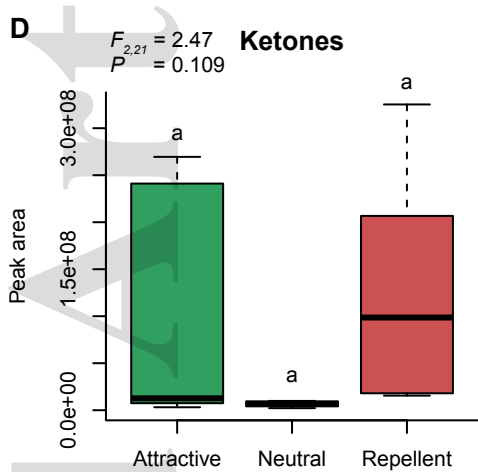 D
F2,21 = 2.47
P = 0.109
Ketones
a
a
a
Peak area
3.0e+08
1.5e+08
0.0e+00
Attractive
Neutral
Repellent
Art